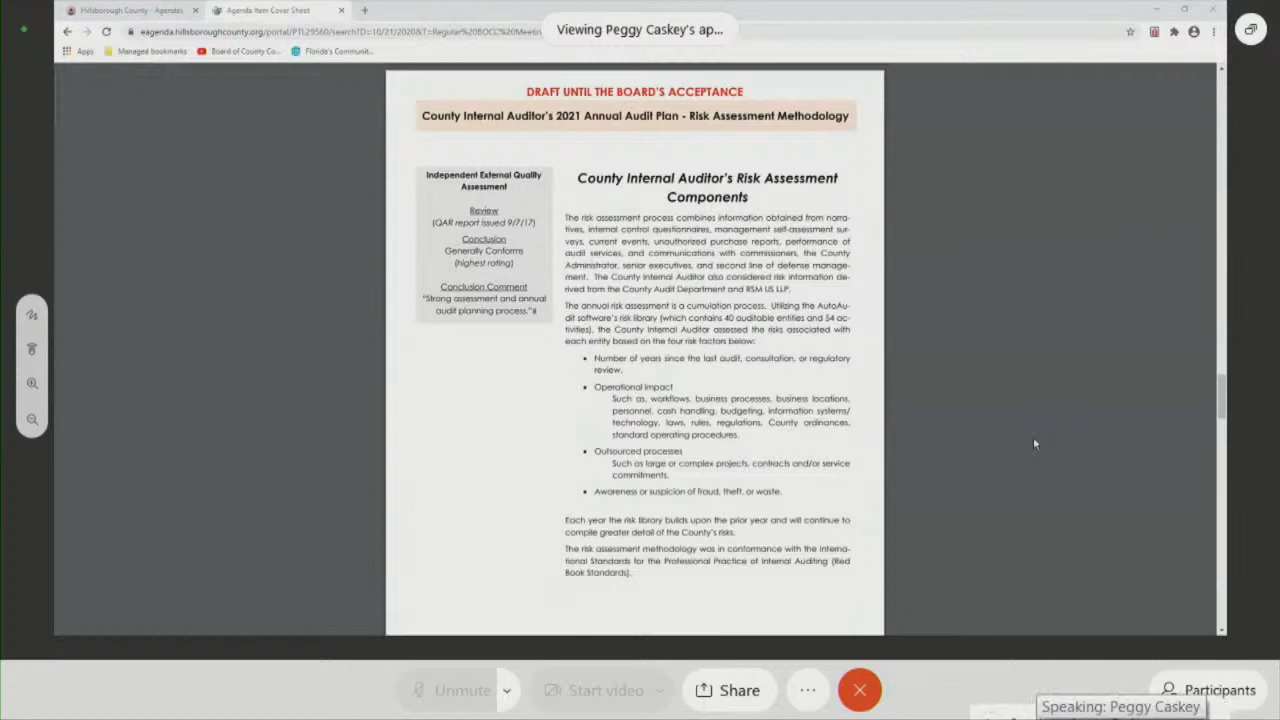 Hillsborough County - Agendas
Agenda Item Cover Sheet
eagenda.hillsboroughcounty.org/portal/PTL29560/search?D=10/21/2020&T=Regular%20BOCC%20Meetin
Viewing Peggy Caskey's ap...
Apps
Managed bookmarks
Board of County Co...
Florida's Communit...
DRAFT UNTIL THE BOARD'S ACCEPTANCE
County Internal Auditor's 2021 Annual Audit Plan - Risk Assessment Methodology
Independent External Quality
Assessment
Review
(QAR report issued 9/7/17)
Conclusion
Generally Conforms
(highest rating)
Conclusion Comment
"Strong assessment and annual
audit planning process."
County Internal Auditor's Risk Assessment
Components
The risk assessment process combines information obtained from narra-
tives, internal control questionnaires, management self-assessment sur-
veys, current events, unauthorized purchase reports, performance of
audit services, and communications with commissioners, the County
Administrator, senior executives, and second line of defense manage-
ment. The County Internal Auditor also considered risk information de-
rived from the County Audit Department and RSM US LLP.
The annual risk assessment is a cumulation process. Utilizing the AutoAu-
dit software's risk library (which contains 40 auditable entities and 54 ac-
tivities), the County Internal Auditor assessed the risks associated with
each entity based on the four risk factors below:
• Number of years since the last audit, consultation, or regulatory
review.
• Operational impact
Such as, workflows, business processes, business locations,
personnel, cash handling, budgeting, information systems/
technology, laws, rules, regulations, County ordinances,
standard operating procedures.
• Outsourced processes
Such as large or complex projects, contracts and/or service
commitments.
• Awareness or suspicion of fraud, theft, or waste.
Each year the risk library builds upon the prior year and will continue to
compile greater detail of the County's risks.
The risk assessment methodology was in conformance with the Interna-
tional Standards for the Professional Practice of Internal Auditing (Red
Book Standards).
Unmute
Start video
Share
Participants
Speaking: Peggy Caskey